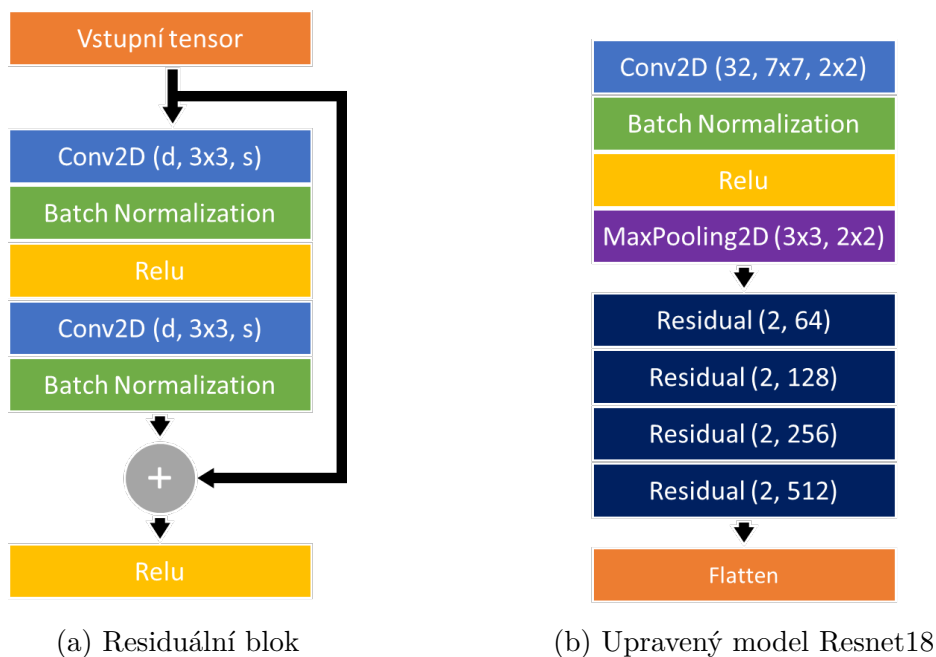 Vstupní tensor
Conv2D (d, 3x3, s)
Batch Normalization
Relu
Conv2D (d, 3x3, s)
Batch Normalization
+
Relu
(a) Residuální blok
Conv2D (32, 7x7, 2x2)
Batch Normalization
Relu
MaxPooling2D (3x3, 2x2)
Residual (2, 64)
Residual (2, 128)
Residual (2, 256)
Residual (2, 512)
Flatten
(b) Upravený model Resnet18